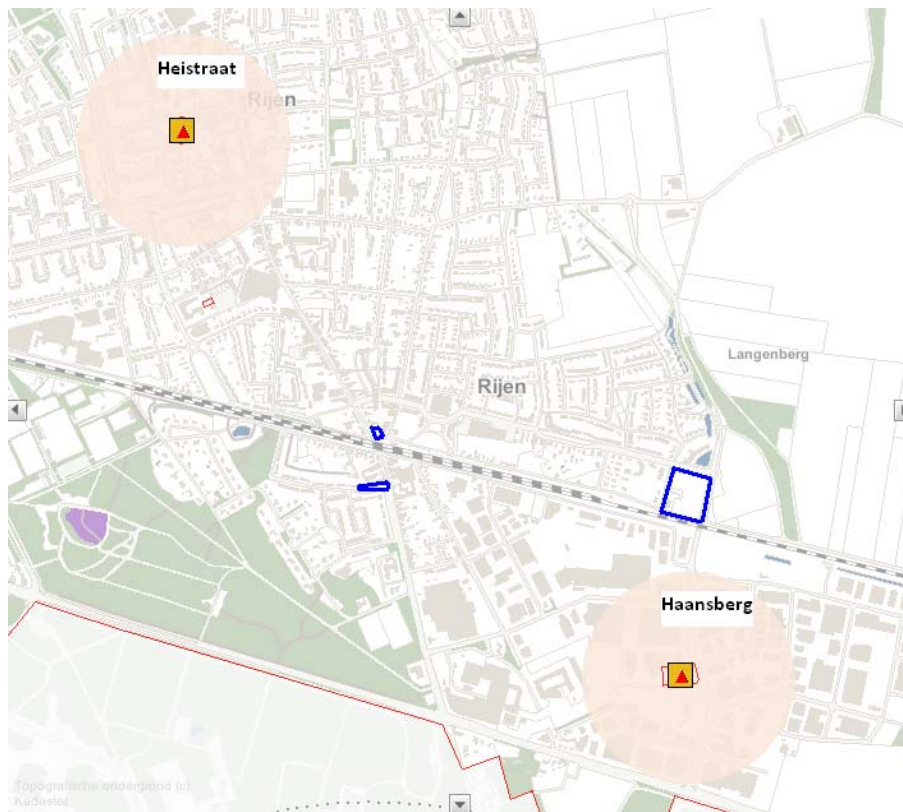 Heistraat
Rijen
Langenberg
Rijen
Haansberg
Topografische ondergrond (c)
Kadaster